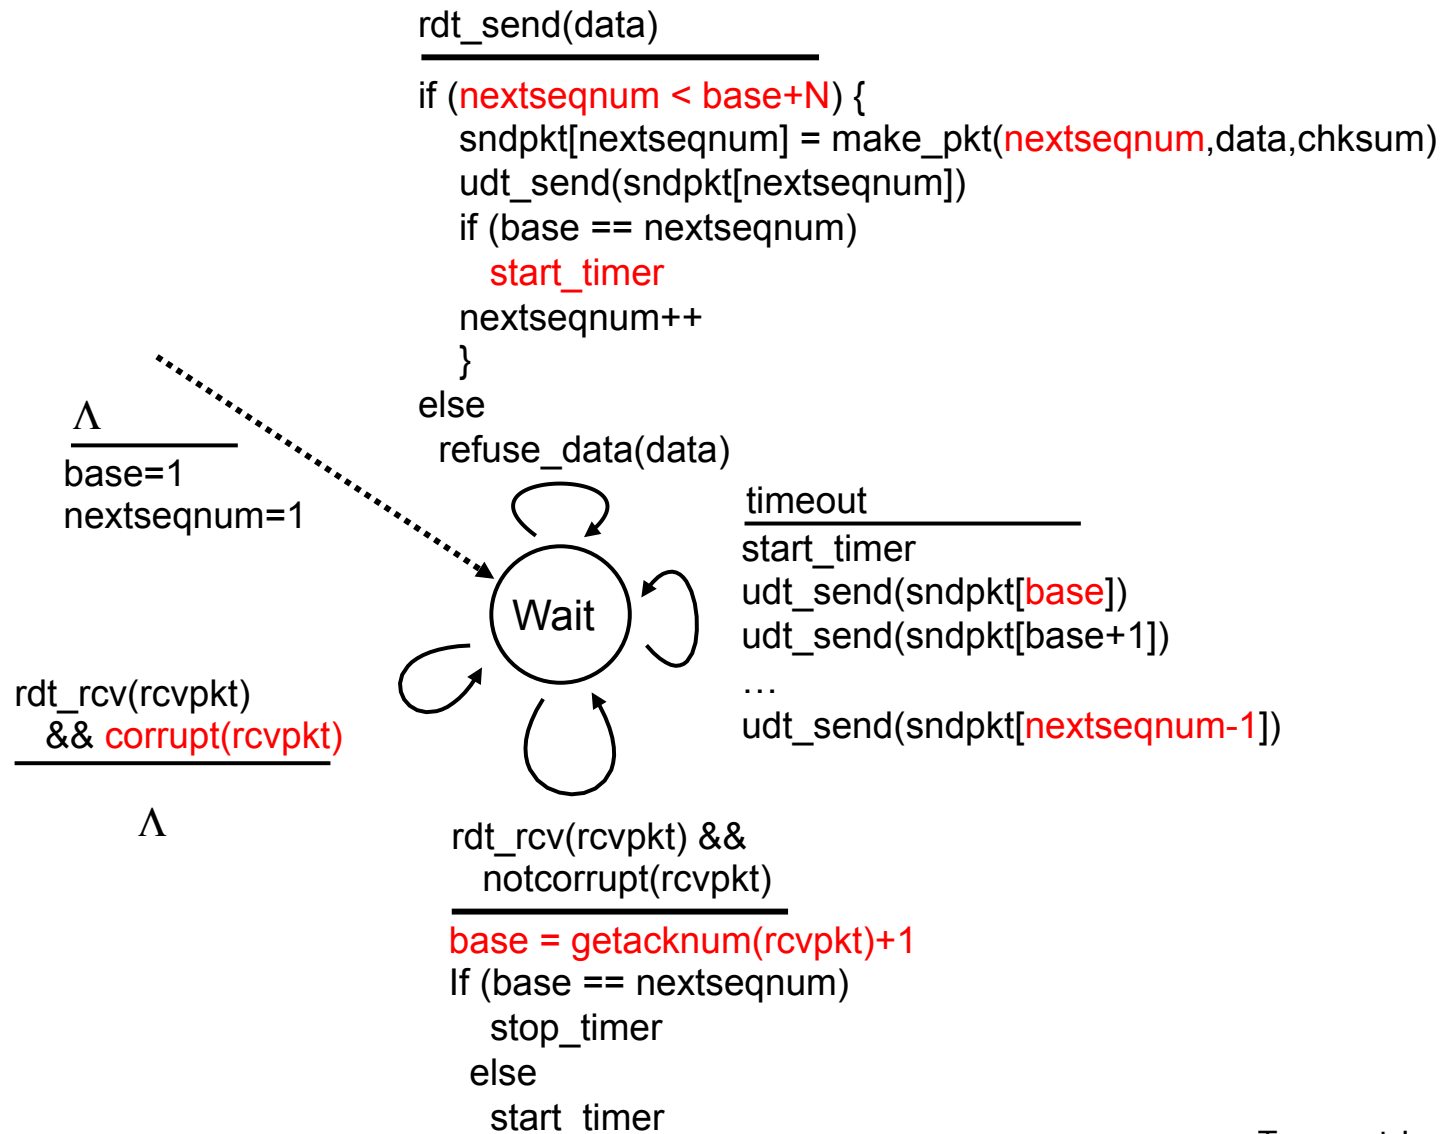 rdt_send(data)
if (nextseqnum < base+N) {
sndpkt[nextseqnum] = make_pkt(nextseqnum,data,chksum)
udt_send(sndpkt[nextseqnum])
if (base == nextseqnum)
start_timer
nextseqnum++
}
else
refuse_data(data)
Λ
base=1
nextseqnum=1
timeout
start_timer
udt_send(sndpkt[base])
udt_send(sndpkt[base+1])
…
udt_send(sndpkt[nextseqnum-1])
Wait
rdt_rcv(rcvpkt)
&& corrupt(rcvpkt)
Λ
rdt_rcv(rcvpkt) &&
notcorrupt(rcvpkt)
base = getacknum(rcvpkt)+1
If (base == nextseqnum)
stop_timer
else
start_timer